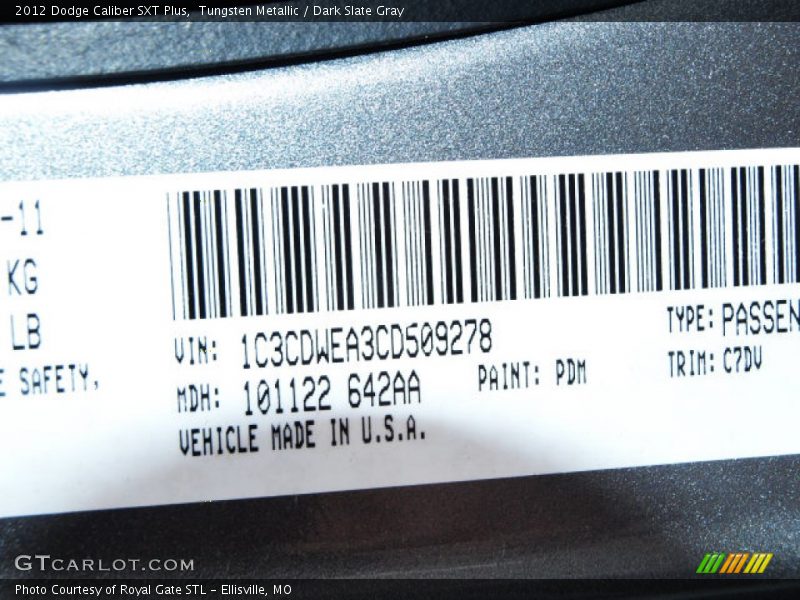 2012 Dodge Caliber SXT Plus, Tungsten Metallic / Dark Slate Gray
-11
KG
LB
E SAFETY,
VIN: 1C3CDWEA3CD509278
MDH: 101122 642AA
PAINT: PDM
VEHICLE MADE IN U.S.A.
TYPE: PASSEN
TRIM: C7DV
GTCARLOT.COM
Photo Courtesy of Royal Gate STL - Ellisville, MO